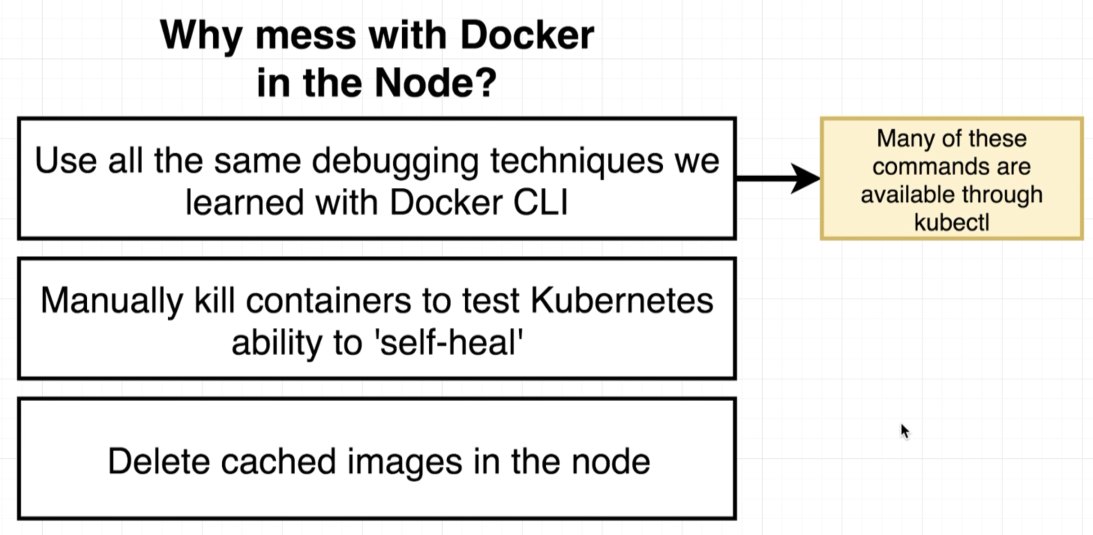 Why mess with Docker
in the Node?
Use all the same debugging techniques we
learned with Docker CLI
Many of these
commands are
available through
kubectl
Manually kill containers to test Kubernetes
ability to 'self-heal'
Delete cached images in the node